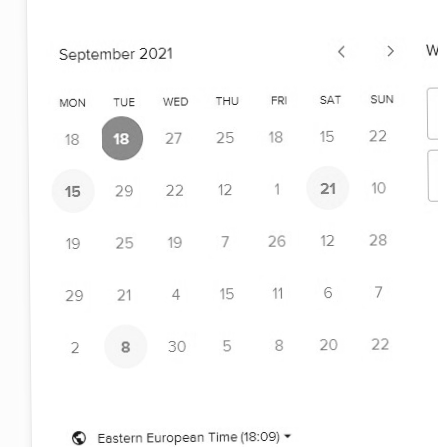 September 2021
W
MON TUE WED THU FRI SAT SUN
18 18 27 25 18 15 22
15 29 22 12 1 21 10
19 25 19 7 26 12 28
29 21 4 15 11 6 7
2 8 30 5 8 20 22
Eastern European Time (18:09)